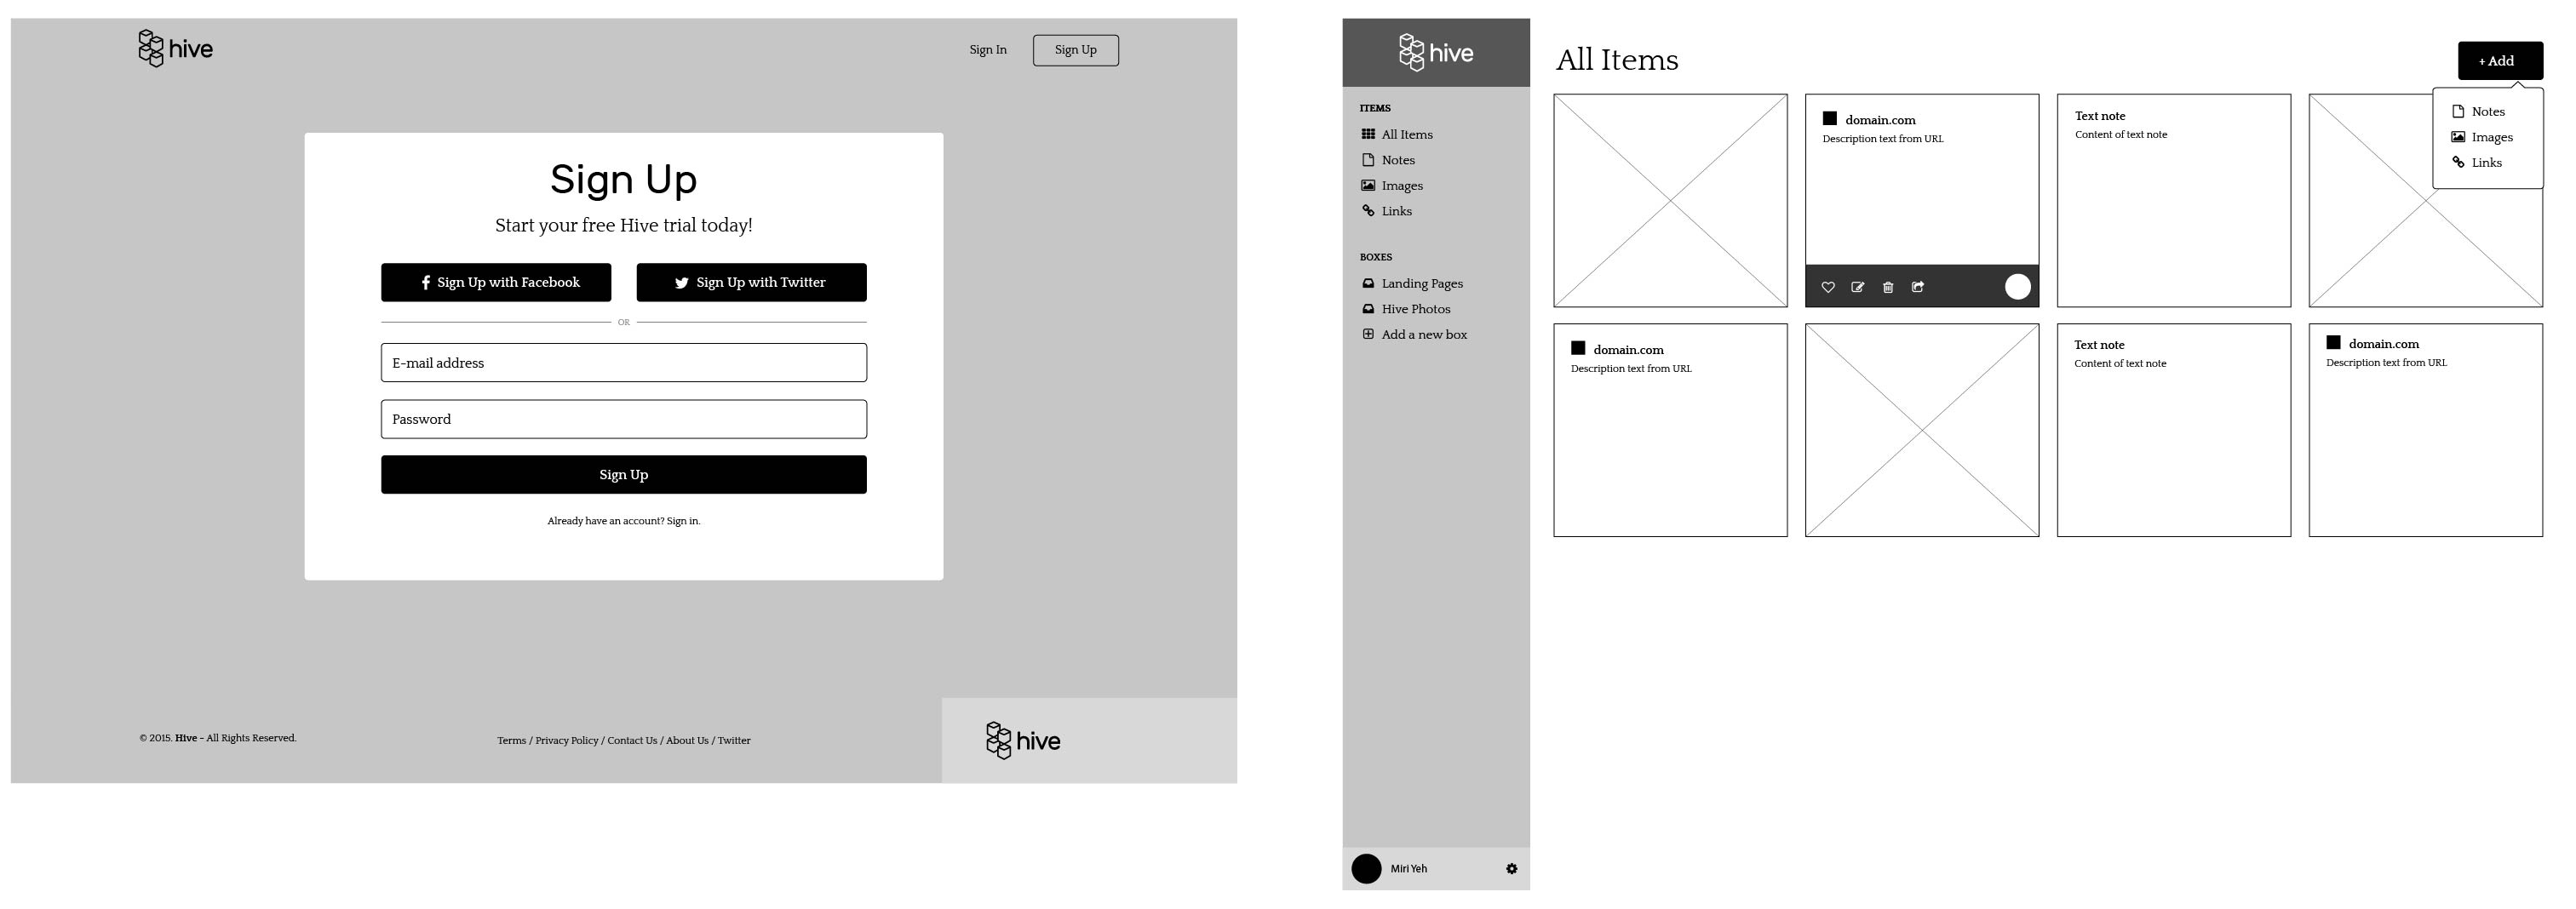 hive
Sign In
Sign Up
Sign Up
Start your free Hive trial today!
Sign Up with Facebook
Sign Up with Twitter
OR
E-mail address
Password
Sign Up
Already have an account? Sign in.
© 2015. Hive - All Rights Reserved.
Terms / Privacy Policy / Contact Us / About Us / Twitter
hive
hive
ITEMS
All Items
Notes
Images
Links
BOXES
Landing Pages
Hive Photos
Add a new box
Miri Yeh
All Items
+ Add
Notes
Images
Links
domain.com
Description text from URL
Text note
Content of text note
domain.com
Description text from URL
Text note
Content of text note
domain.com
Description text from URL